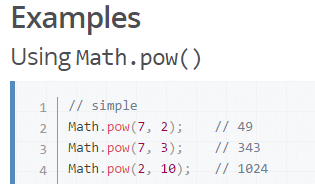 Examples
Using Math.pow()
1 // simple
2 Math.pow(7, 2);    // 49
3 Math.pow(7, 3);    // 343
4 Math.pow(2, 10);   // 1024